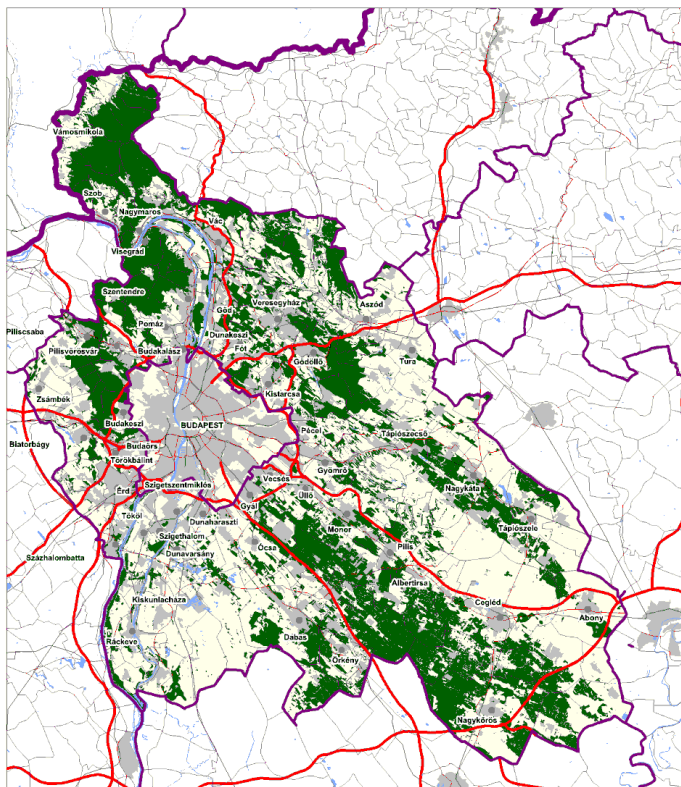 Vámosmikola
Szob
Nagymaros
Vác
Visegrád
Szentendre
Veresegyház
Aszód
Göd
Pomáz
Dunakeszi
Piliscsaba
Pilisvörösvár
Budakalász
Fót
Gödöllő
Tura
Zsámbék
Kistarcsa
Budakeszi
BUDAPEST
Pécel
Tápiószecső
Biatorbágy
Budaörs
Törökbálint
Gyömrő
Nagykáta
Érd
Szigetszentmiklós
Vecsés
Üllő
Gyál
Tápiószele
Tököl
Dunaharaszti
Monor
Szigethalom
Ócsa
Pilis
Százhalombatta
Dunavarsány
Albertirsa
Kiskunlacháza
Cegléd
Abony
Ráckeve
Dabas
Örkény
Nagykőrös